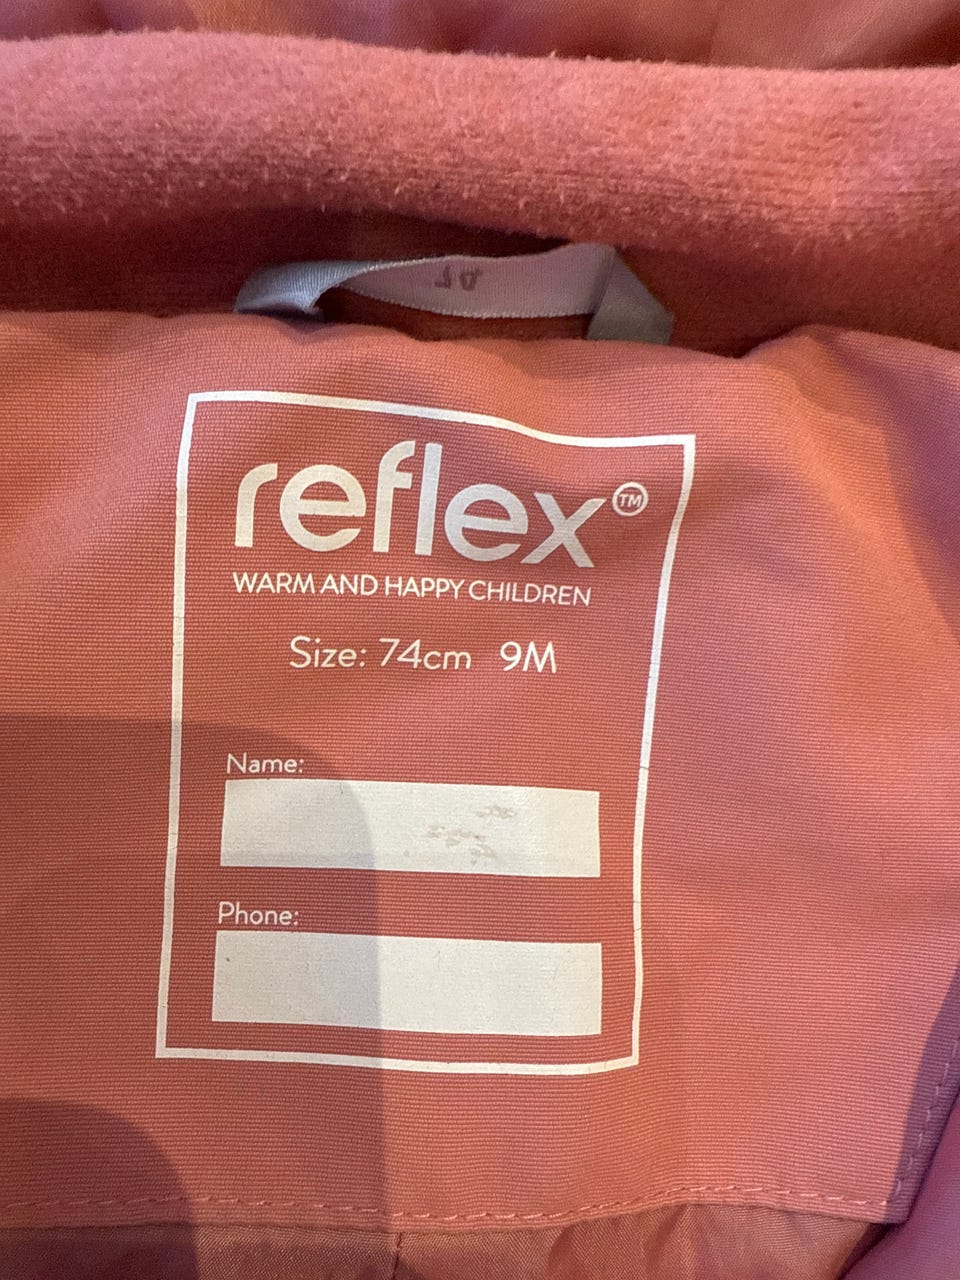 reflex™
WARM AND HAPPY CHILDREN
Size: 74cm 9M
Name:
Phone: